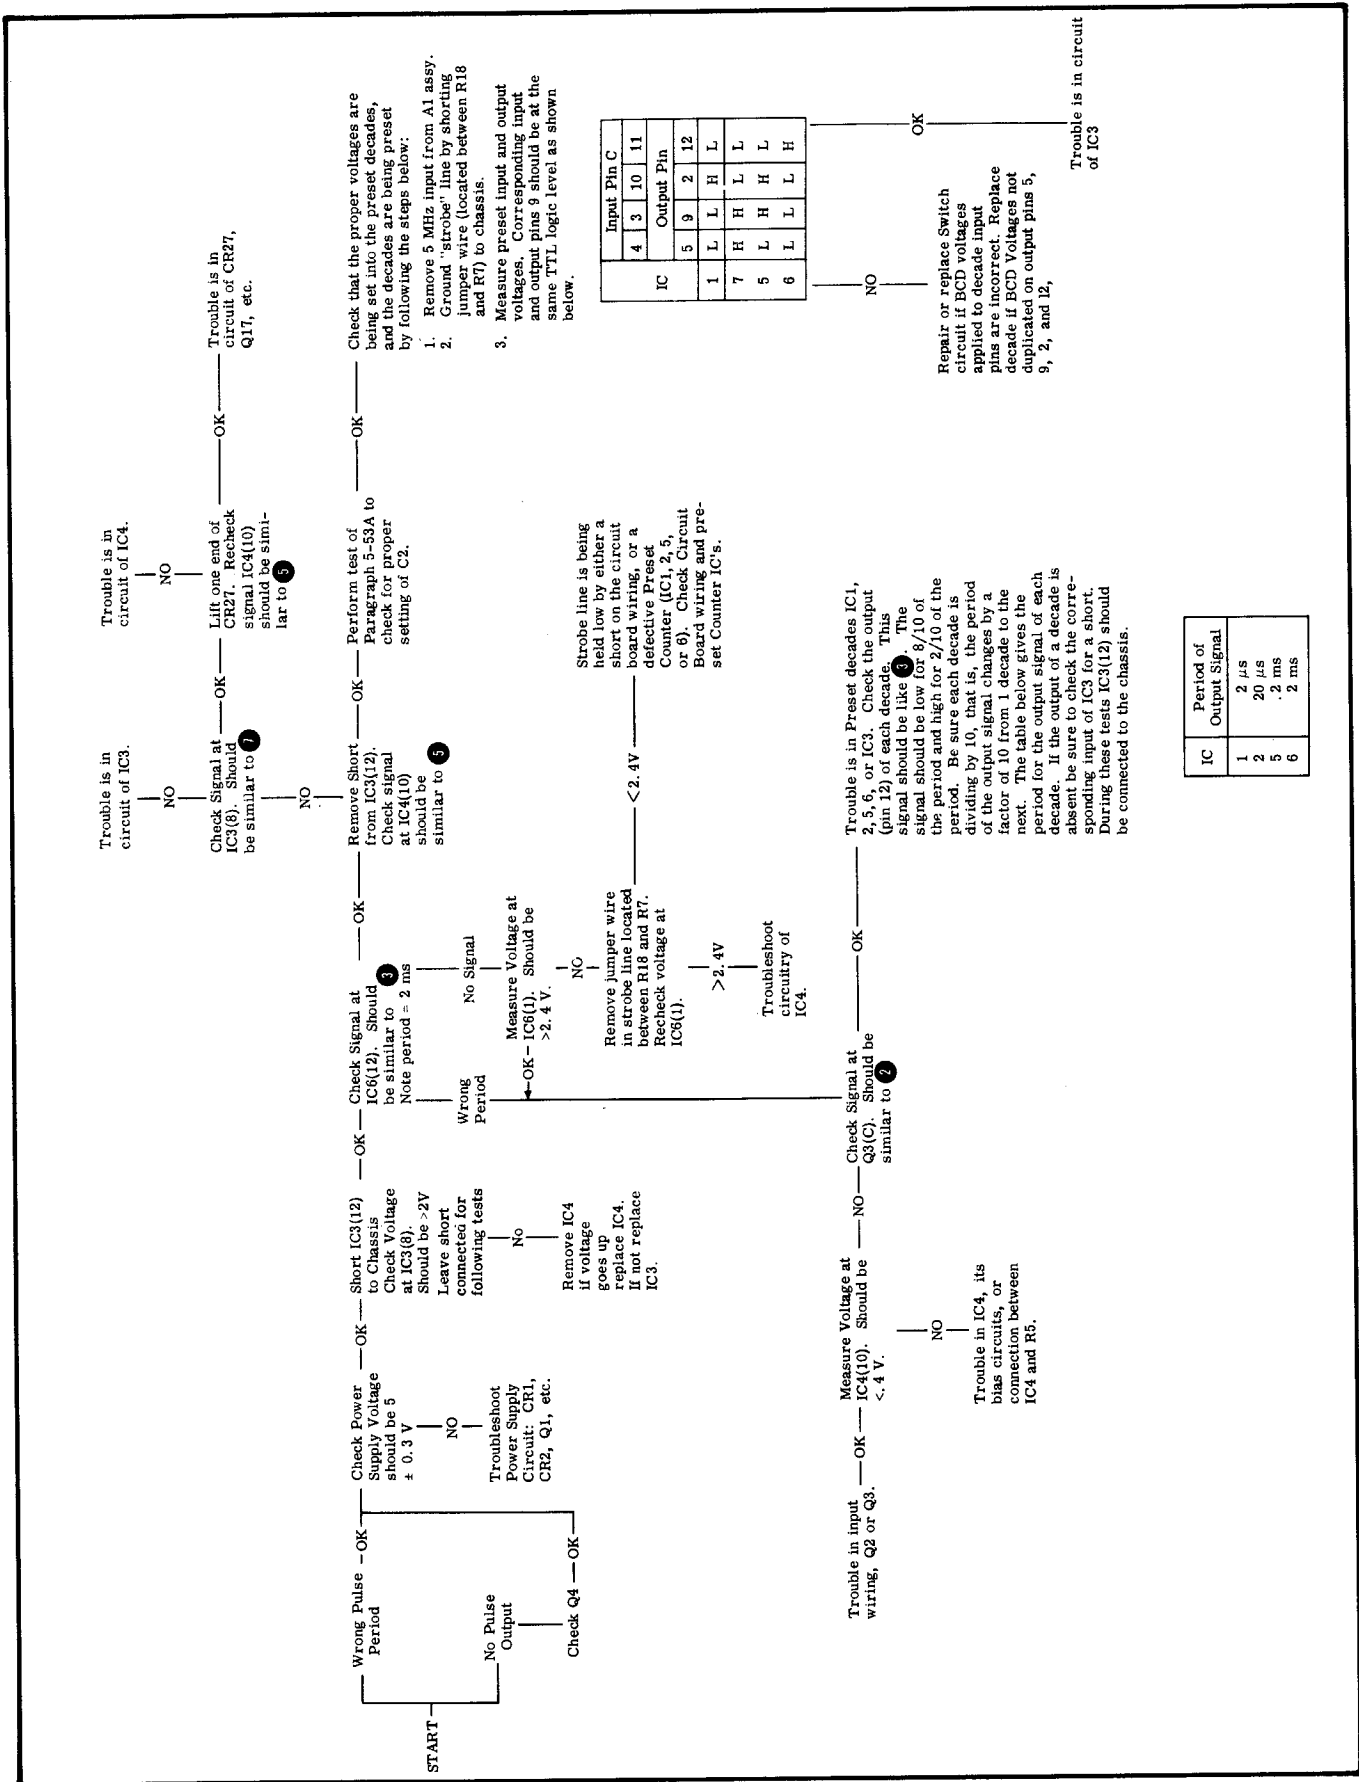 START
Wrong Pulse
Period
OK
No Pulse
Output
Check Q4
OK
Check Power
Supply Voltage
should be 5
± 0.3 V
NO
Troubleshoot
Power Supply
Circuit: CR1,
CR2, Q1, etc.
OK
Short IC3(12)
to Chassis
Check Voltage
at IC3(8).
Should be >2V
Leave short
connected for
following tests
No
Remove IC4
if voltage
goes up
replace IC4.
If not replace
IC3.
OK
Check Signal at
IC6(12). Should
be similar to 3
Note period = 2 ms
Wrong
Period
No Signal
Measure Voltage at
IC6(1). Should be
>2.4 V.
OK
NO
Remove jumper wire
in strobe line located
between R18 and R7.
Recheck voltage at
IC6(1).
>2.4V
Troubleshoot
circuitry of
IC4.
<2.4V
Strobe line is being
held low by either a
short on the circuit
board wiring, or a
defective Preset
Counter (IC1, 2, 5,
or 6). Check Circuit
Board wiring and pre-
set Counter IC's.
OK
Remove Short
from IC3(12).
Check signal
at IC4(10)
should be
similar to 5
NO
Check Signal at
IC3(8). Should
be similar to 7
NO
Trouble is in
circuit of IC3.
OK
Lift one end of
CR27. Recheck
signal IC4(10)
should be simi-
lar to 5
NO
Trouble is in
circuit of IC4.
OK
Trouble is in
circuit of CR27,
Q17, etc.
OK
Perform test of
Paragraph 5-53A to
check for proper
setting of C2.
OK
Check that the proper voltages are
being set into the preset decades,
and the decades are being preset
by following the steps below:
1. Remove 5 MHz input from A1 assy.
2. Ground "strobe" line by shorting
jumper wire (located between R18
and R7) to chassis.
3. Measure preset input and output
voltages. Corresponding input
and output pins 9 should be at the
same TTL logic level as shown
below.
IC Input Pin C
4 3 10 11
Output Pin
5 9 2 12
1 L L H L
7 H H L L
5 L H H L
6 L L L H
NO
Repair or replace Switch
circuit if BCD voltages
applied to decade input
pins are incorrect. Replace
decade if BCD Voltages not
duplicated on output pins 5,
9, 2, and 12,
OK
Trouble is in circuit
of IC3
Check Signal at
Q3(C). Should be
similar to 2
NO
Measure Voltage at
IC4(10). Should be
<.4 V.
OK
Trouble in input
wiring, Q2 or Q3.
NO
Trouble in IC4, its
bias circuits, or
connection between
IC4 and R5.
OK
Trouble is in Preset decades IC1,
2, 5, 6, or IC3. Check the output
(pin 12) of each decade. This
signal should be like 3. The
signal should be low for 8/10 of
the period and high for 2/10 of the
period. Be sure each decade is
dividing by 10, that is, the period
of the output signal changes by a
factor of 10 from 1 decade to the
next. The table below gives the
period for the output signal of each
decade. If the output of a decade is
absent be sure to check the corre-
sponding input of IC3 for a short.
During these tests IC3(12) should
be connected to the chassis.
IC Period of
Output Signal
1 2 μs
2 20 μs
5 .2 ms
6 2 ms